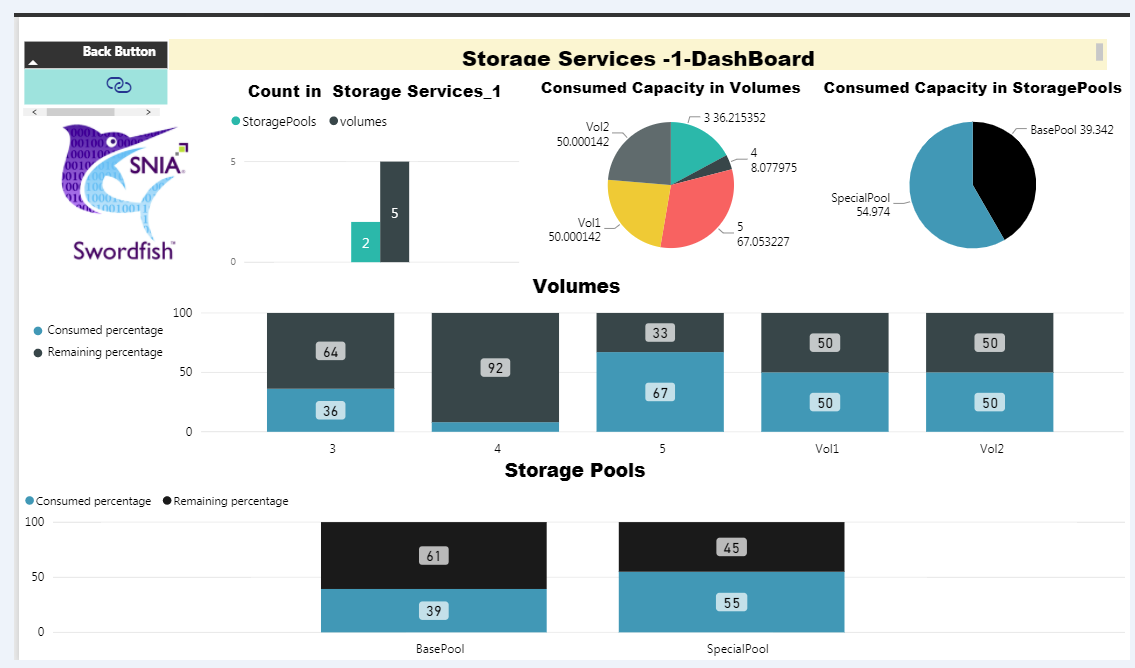 Back Button
Storage Services -1-DashBoard
Count in Storage Services_1
StoragePools volumes
5
0
2
5
Consumed Capacity in Volumes
3 36.215352
4
8.077975
5
67.053227
Vol1
50.000142
Vol2
50.000142
Consumed Capacity in StoragePools
BasePool 39.342
SpecialPool
54.974
SNIA
Swordfish™
Volumes
Consumed percentage
Remaining percentage
100
50
0
64
36
92
33
67
50
50
50
50
3 4 5 Vol1 Vol2
Storage Pools
Consumed percentage Remaining percentage
100
50
0
61
39
45
55
BasePool SpecialPool